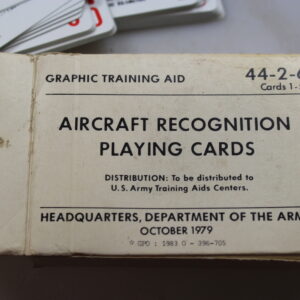 GRAPHIC TRAINING AID
44-2-6
Cards 1-
AIRCRAFT RECOGNITION
PLAYING CARDS
DISTRIBUTION: To be distributed to
U.S. Army Training Aids Centers.
HEADQUARTERS, DEPARTMENT OF THE ARM
OCTOBER 1979
☆ GPO : 1983 O - 396-705